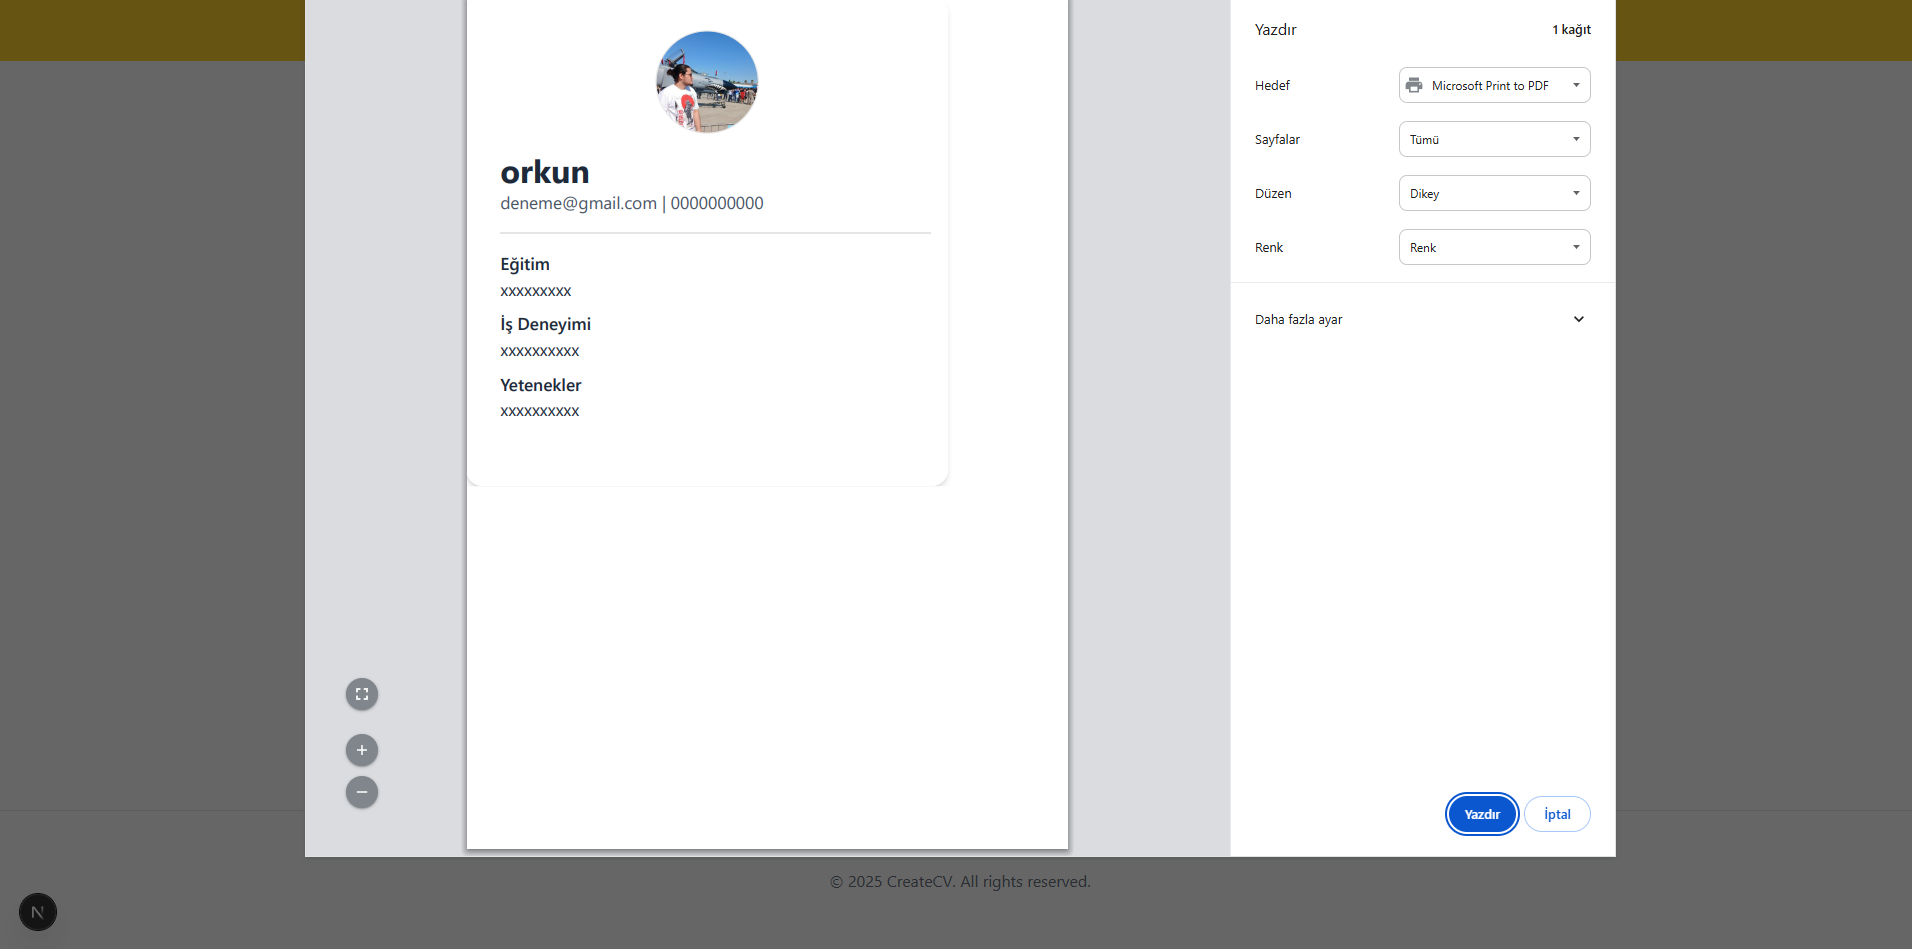 orkun
deneme@gmail.com | 0000000000
Eğitim
xxxxxxxxx
İş Deneyimi
xxxxxxxxxx
Yetenekler
xxxxxxxxxx
Yazdır
1 kağıt
Hedef
Microsoft Print to PDF
Sayfalar
Tümü
Düzen
Dikey
Renk
Renk
Daha fazla ayar
Yazdır
İptal
© 2025 CreateCV. All rights reserved.
N